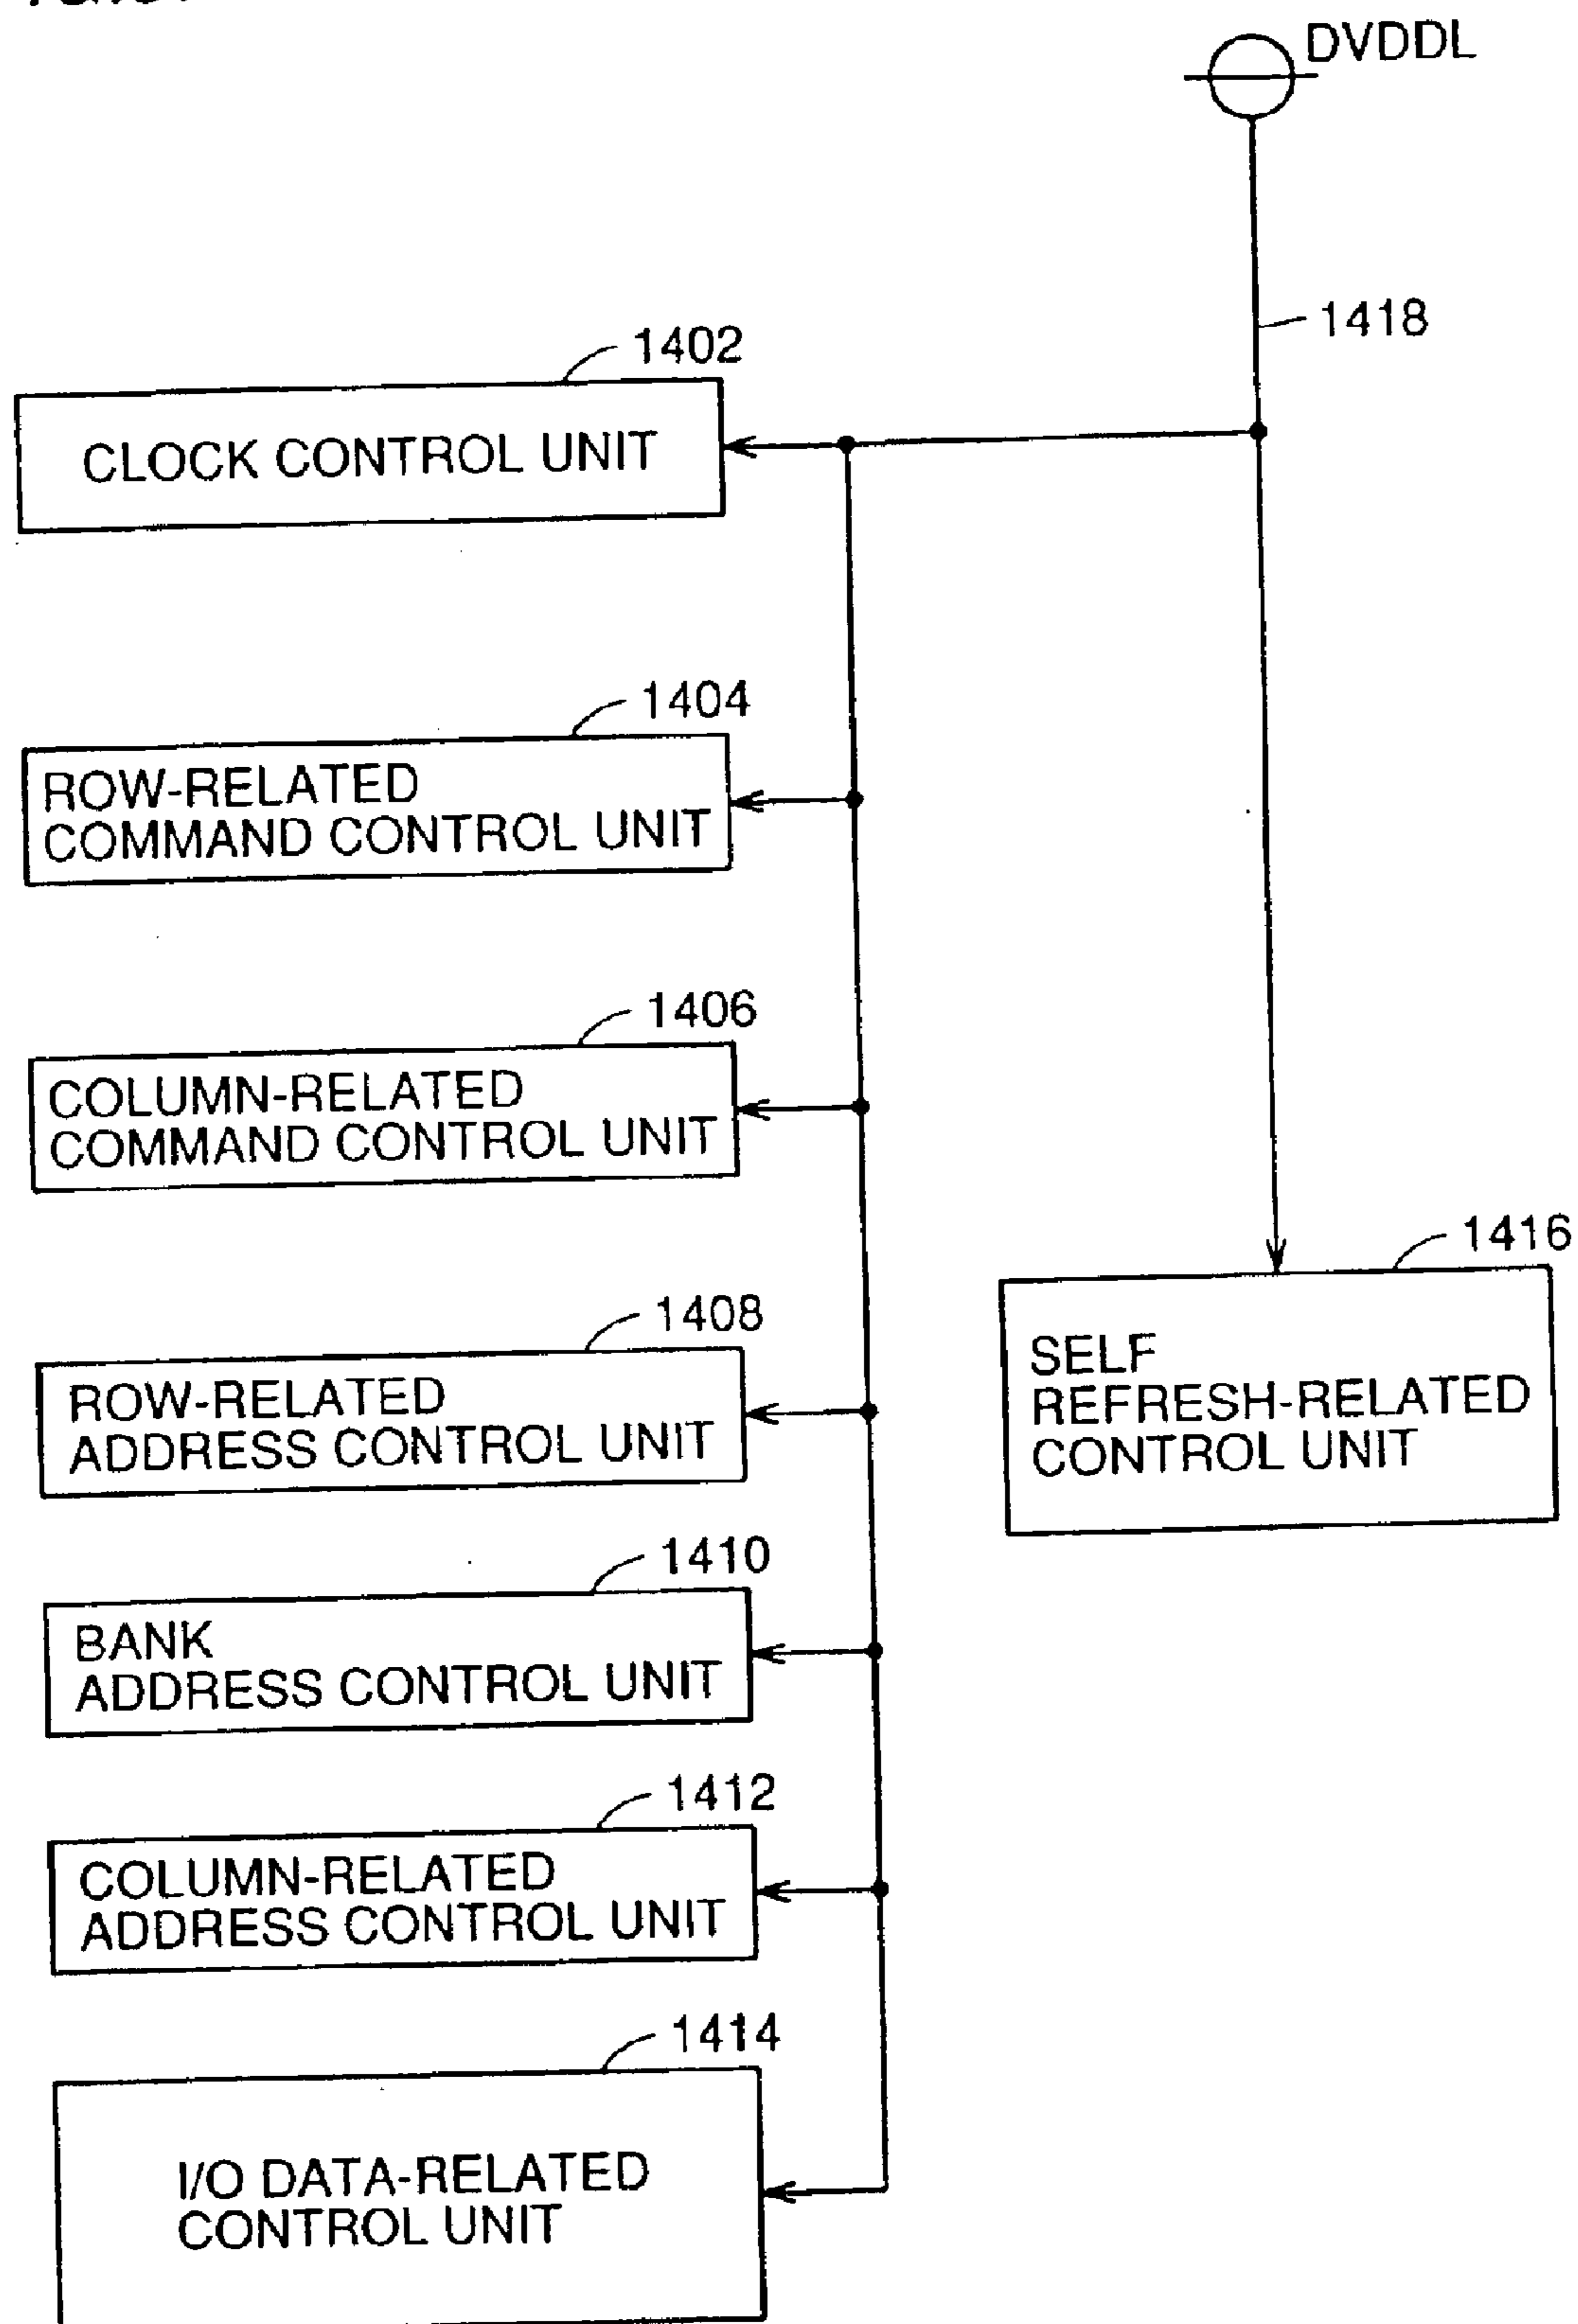 DVDDL
1418
1402
CLOCK CONTROL UNIT
1404
ROW-RELATED
COMMAND CONTROL UNIT
1406
COLUMN-RELATED
COMMAND CONTROL UNIT
1416
SELF
REFRESH-RELATED
CONTROL UNIT
1408
ROW-RELATED
ADDRESS CONTROL UNIT
1410
BANK
ADDRESS CONTROL UNIT
1412
COLUMN-RELATED
ADDRESS CONTROL UNIT
1414
I/O DATA-RELATED
CONTROL UNIT